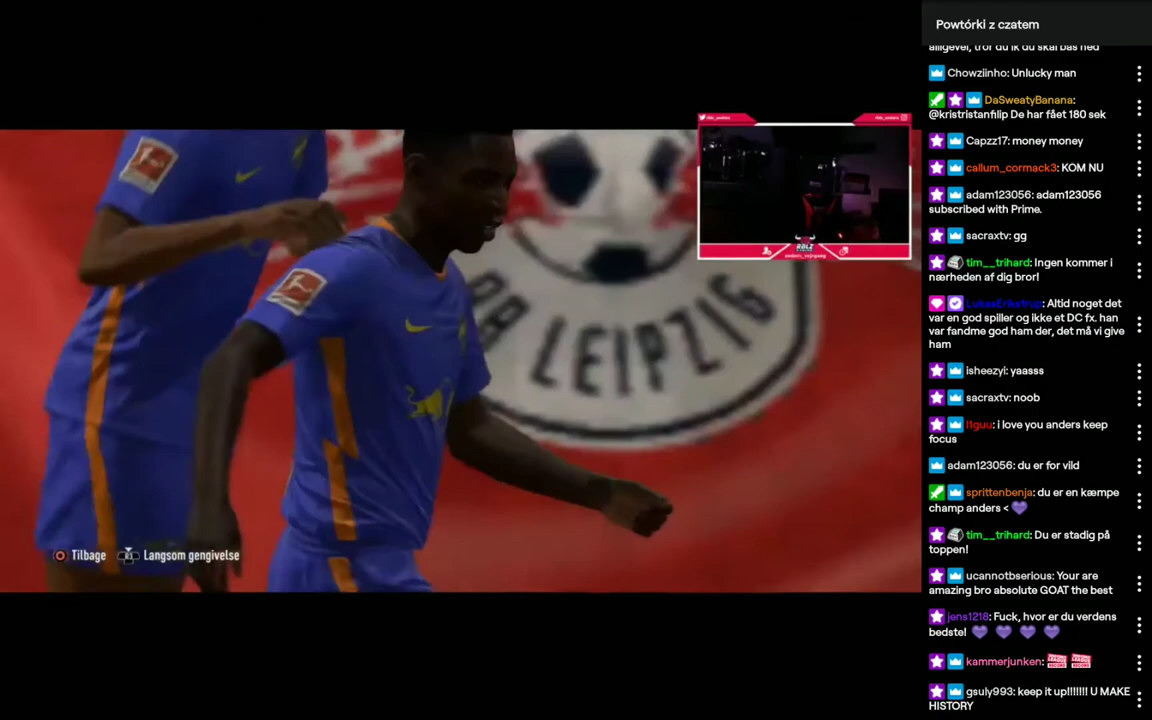 RB LEIPZIG
RBLZ
GAMING
anders_vejrgang
Tilbage
Langsom gengivelse
Powtórki z czatem
alligevel, tror du ik du skal bås ned
Chowziinho: Unlucky man
DaSweatyBanana:
@kristristanfilip De har fået 180 sek
Capzz17: money money
callum_cormack3: KOM NU
adam123056: adam123056
subscribed with Prime.
sacraxtv: gg
tim__trihard: Ingen kommer i
nærheden af dig bror!
LukasErikstrup: Altid noget det
var en god spiller og ikke et DC fx. han
var fandme god ham der, det må vi give
ham
isheezyi: yaasss
sacraxtv: noob
l1guu: i love you anders keep
focus
adam123056: du er for vild
sprittenbenja: du er en kæmpe
champ anders <
tim__trihard: Du er stadig på
toppen!
ucannotbserious: Your are
amazing bro absolute GOAT the best
jens1218: Fuck, hvor er du verdens
bedste!
kammerjunken:
gsuly993: keep it up!!!!!!! U MAKE
HISTORY